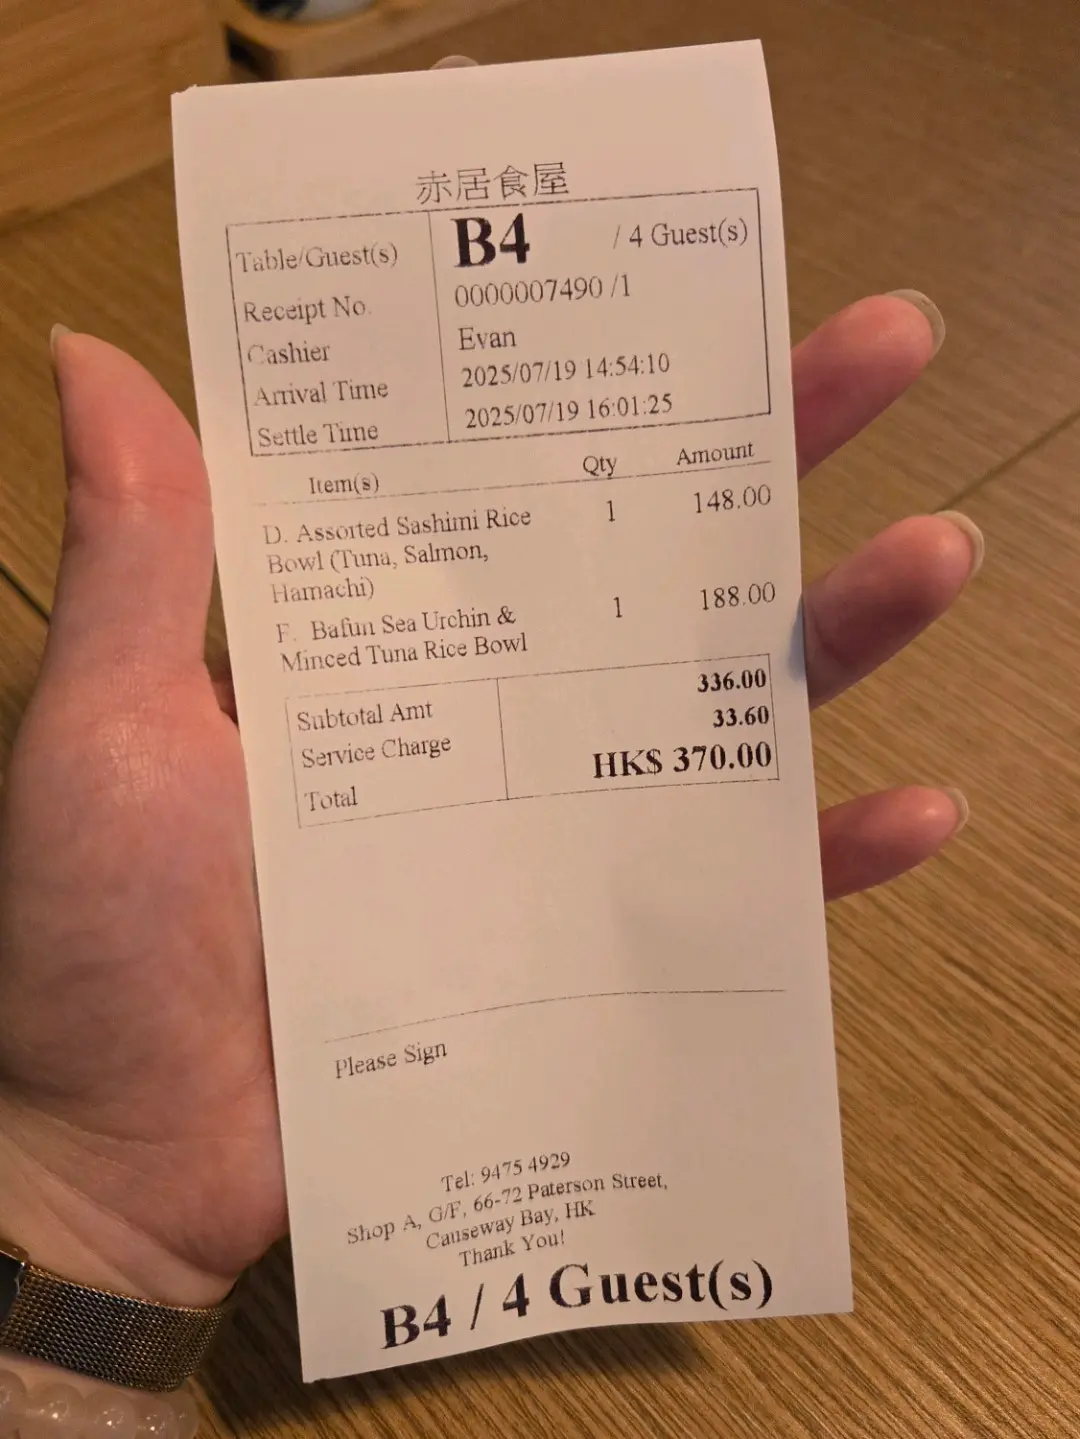 赤居食屋
Table/Guest(s) B4 / 4 Guest(s)
Receipt No. 0000007490 /1
Cashier Evan
Arrival Time 2025/07/19 14:54:10
Settle Time 2025/07/19 16:01:25
Item(s) Qty Amount
D. Assorted Sashimi Rice 1 148.00
Bowl (Tuna, Salmon,
Hamachi)
F. Bafun Sea Urchin & 1 188.00
Minced Tuna Rice Bowl
Subtotal Amt 336.00
Service Charge 33.60
Total HK$ 370.00
Please Sign
Tel: 9475 4929
Shop A, G/F, 66-72 Paterson Street,
Causeway Bay, HK
Thank You!
B4 / 4 Guest(s)